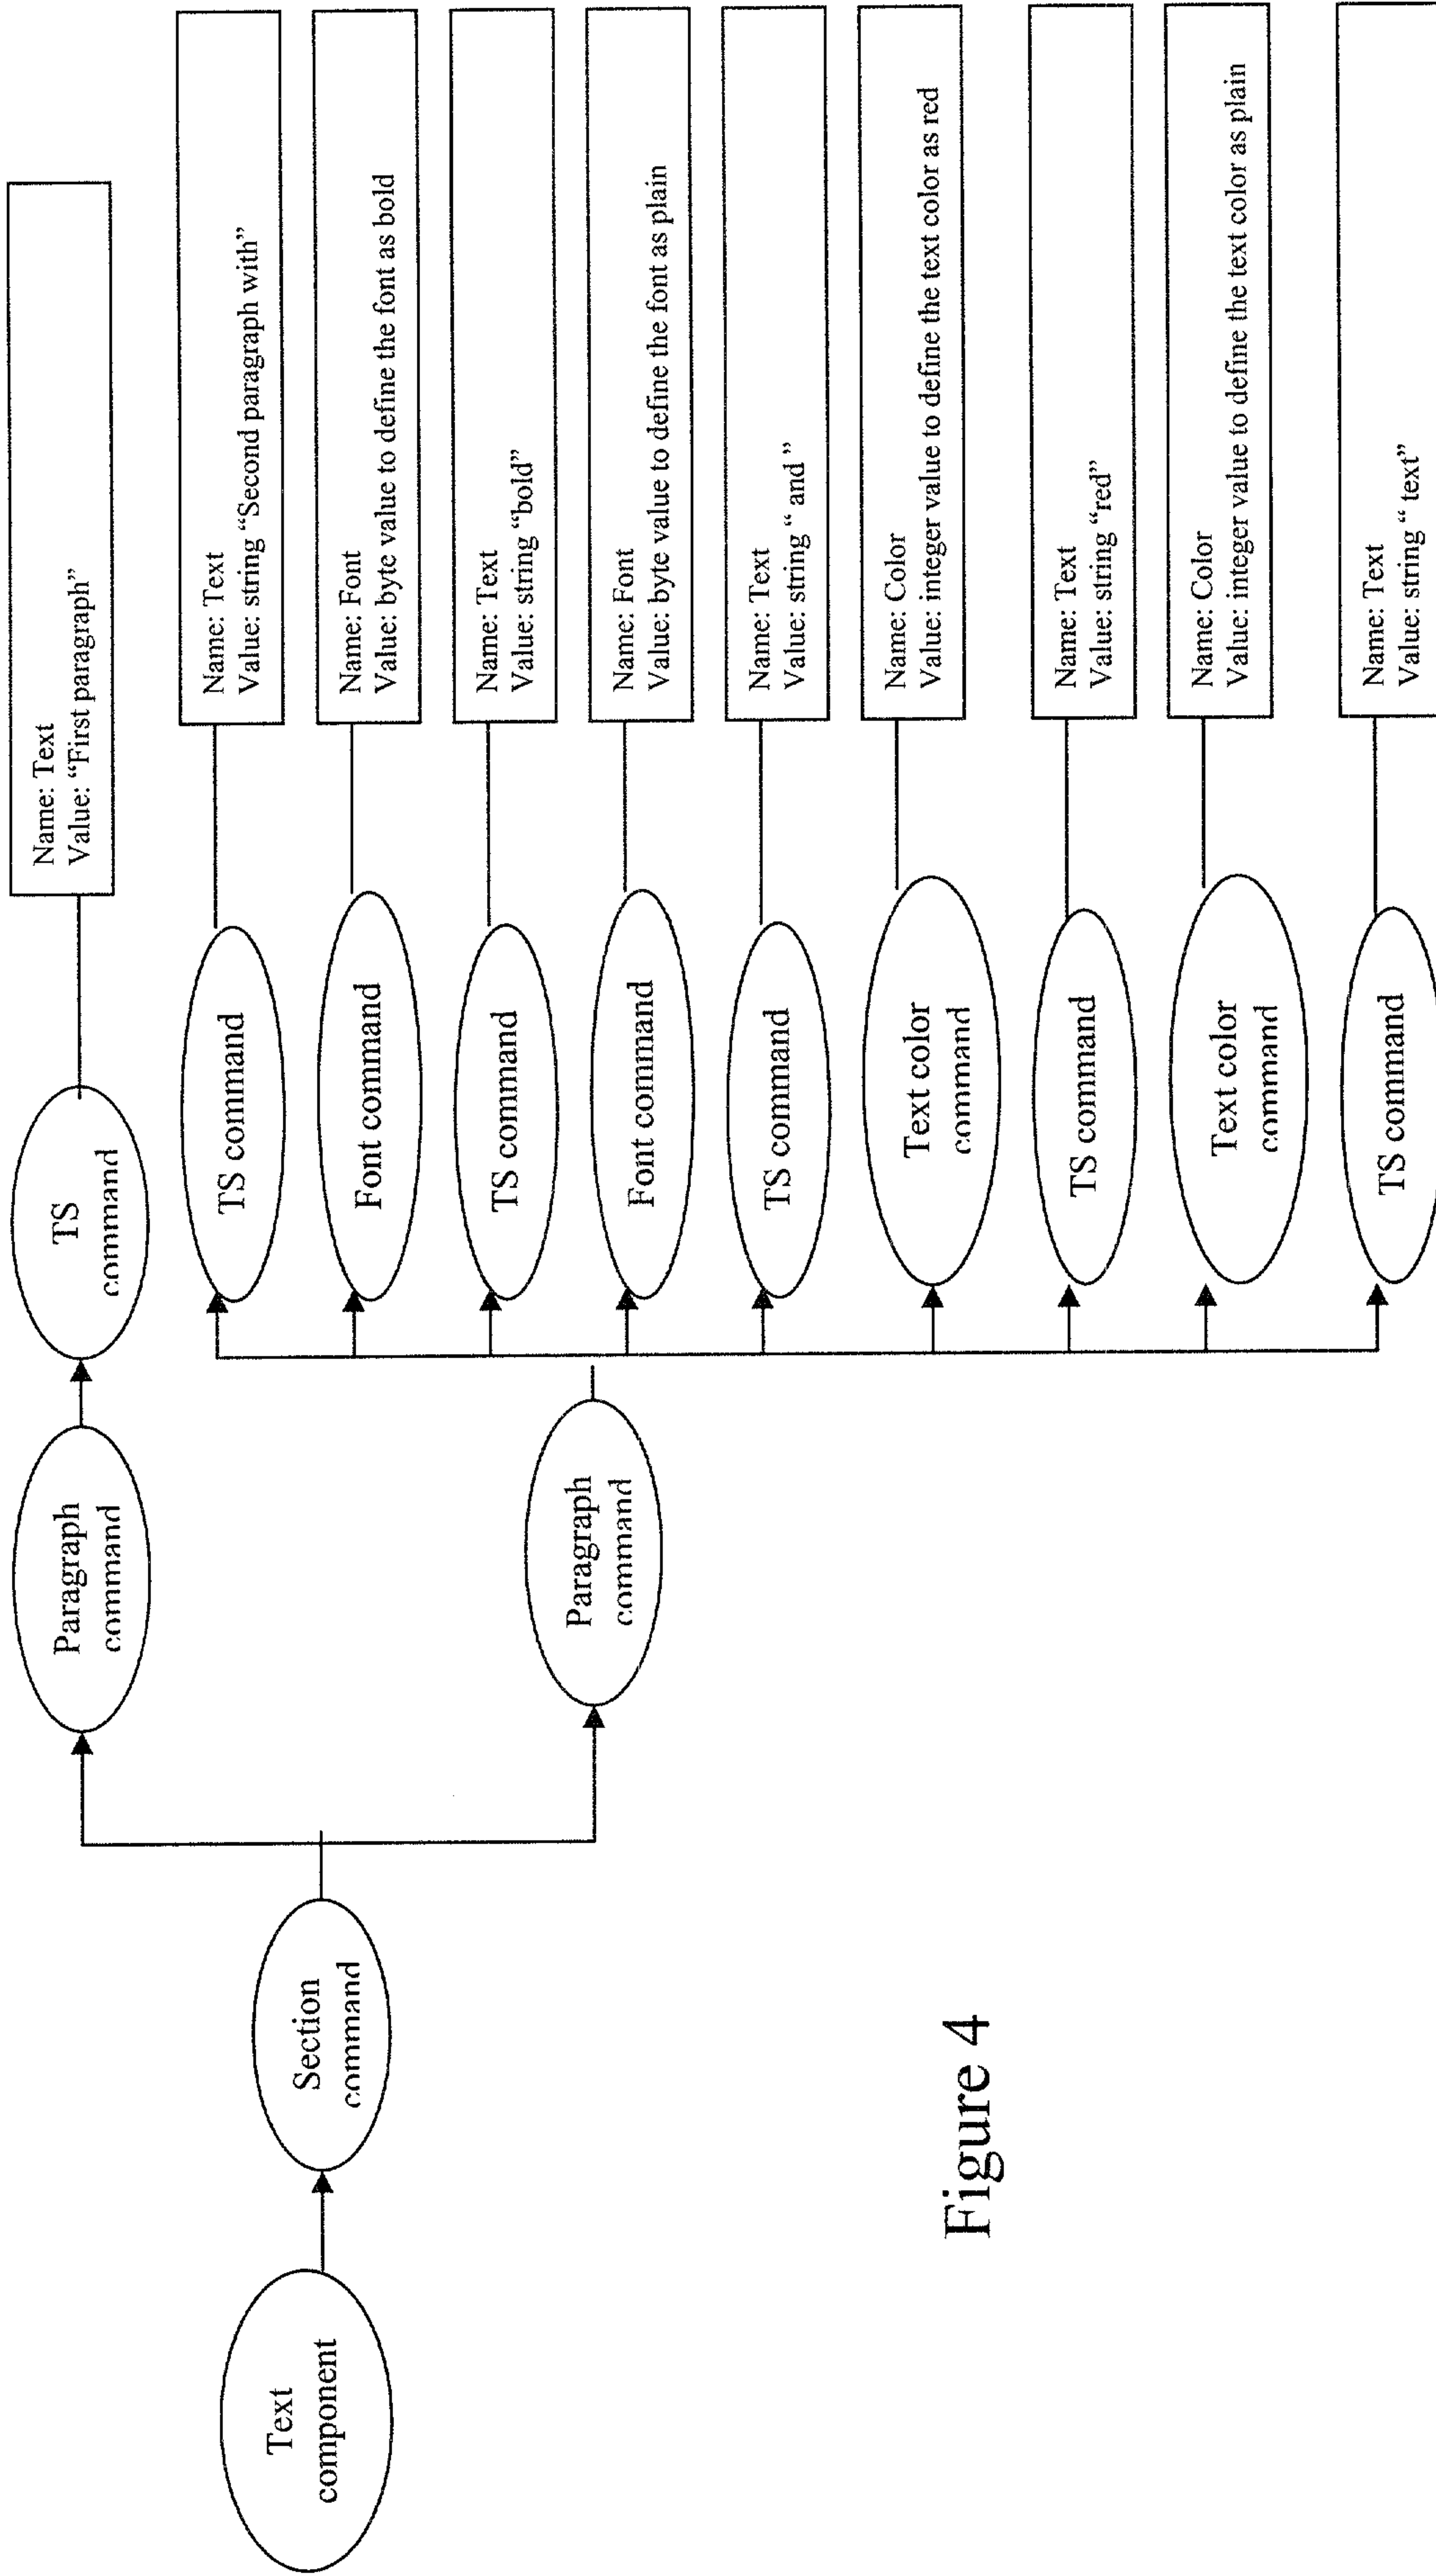 Text
component
Section
command
Paragraph
command
TS
command
Name: Text
Value: “First paragraph”
Paragraph
command
TS command
Name: Text
Value: string “Second paragraph with”
Font command
Name: Font
Value: byte value to define the font as bold
TS command
Name: Text
Value: string “bold”
Font command
Name: Font
Value: byte value to define the font as plain
TS command
Name: Text
Value: string “ and ”
Text color
command
Name: Color
Value: integer value to define the text color as red
TS command
Name: Text
Value: string “red”
Text color
command
Name: Color
Value: integer value to define the text color as plain
TS command
Name: Text
Value: string “ text”
Figure 4